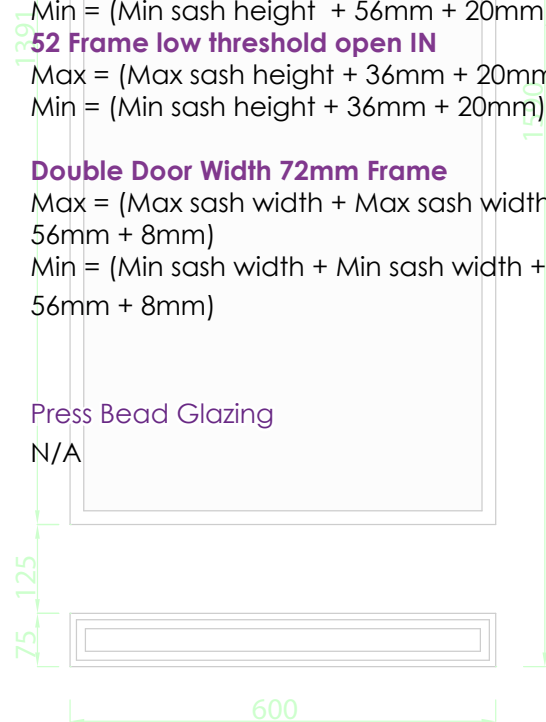 Min = (Min sash height + 56mm + 20mm
52 Frame low threshold open IN
Max = (Max sash height + 36mm + 20mm
Min = (Min sash height + 36mm + 20mm)
Double Door Width 72mm Frame
Max = (Max sash width + Max sash width
56mm + 8mm)
Min = (Min sash width + Min sash width +
56mm + 8mm)
Press Bead Glazing
N/A
1391
125
75
600